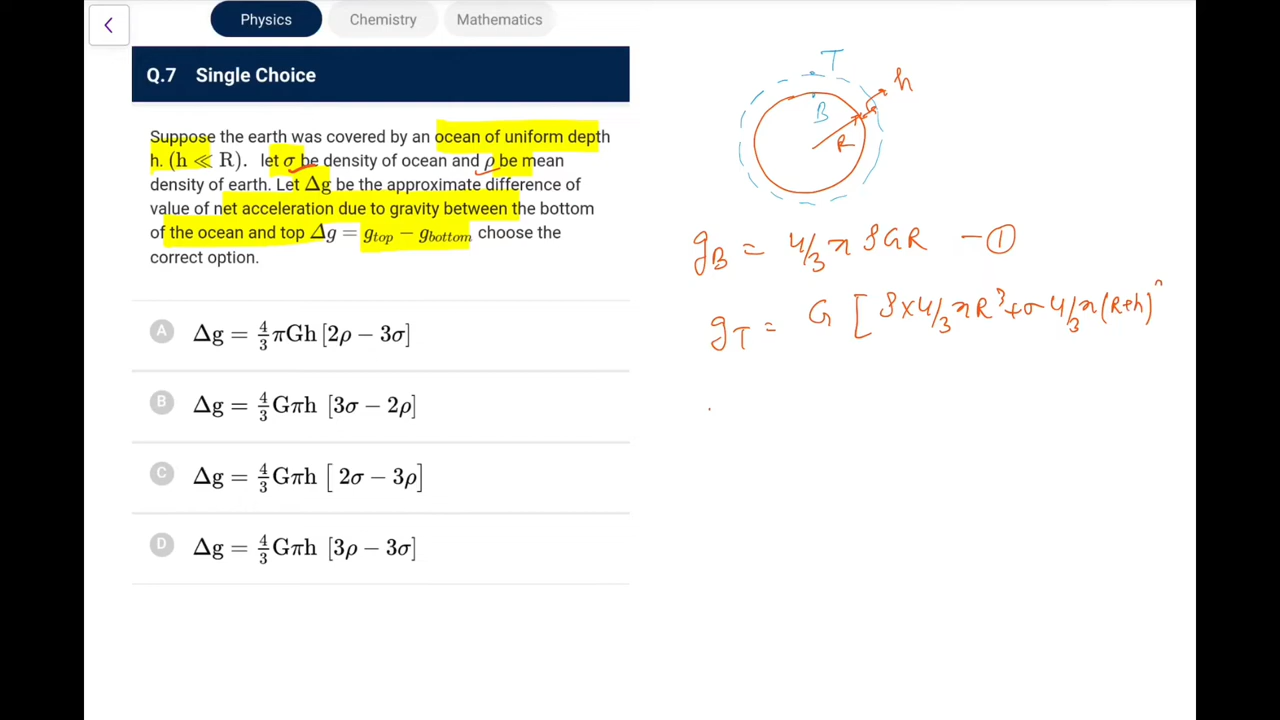 Physics Chemistry Mathematics
Q.7 Single Choice
Suppose the earth was covered by an ocean of uniform depth
h. (h ≪ R). let σ be density of ocean and ρ be mean
density of earth. Let Δg be the approximate difference of
value of net acceleration due to gravity between the bottom
of the ocean and top Δg = g_top − g_bottom choose the
correct option.
A Δg = 4/3 πGh [2ρ − 3σ]
B Δg = 4/3 Gπh [3σ − 2ρ]
C Δg = 4/3 Gπh [ 2σ − 3ρ]
D Δg = 4/3 Gπh [3ρ − 3σ]
T
h
B
R
g_B = 4/3 π ρGR − ①
g_T = G [ρ×4/3 πR³+σ 4/3 π(R+h)